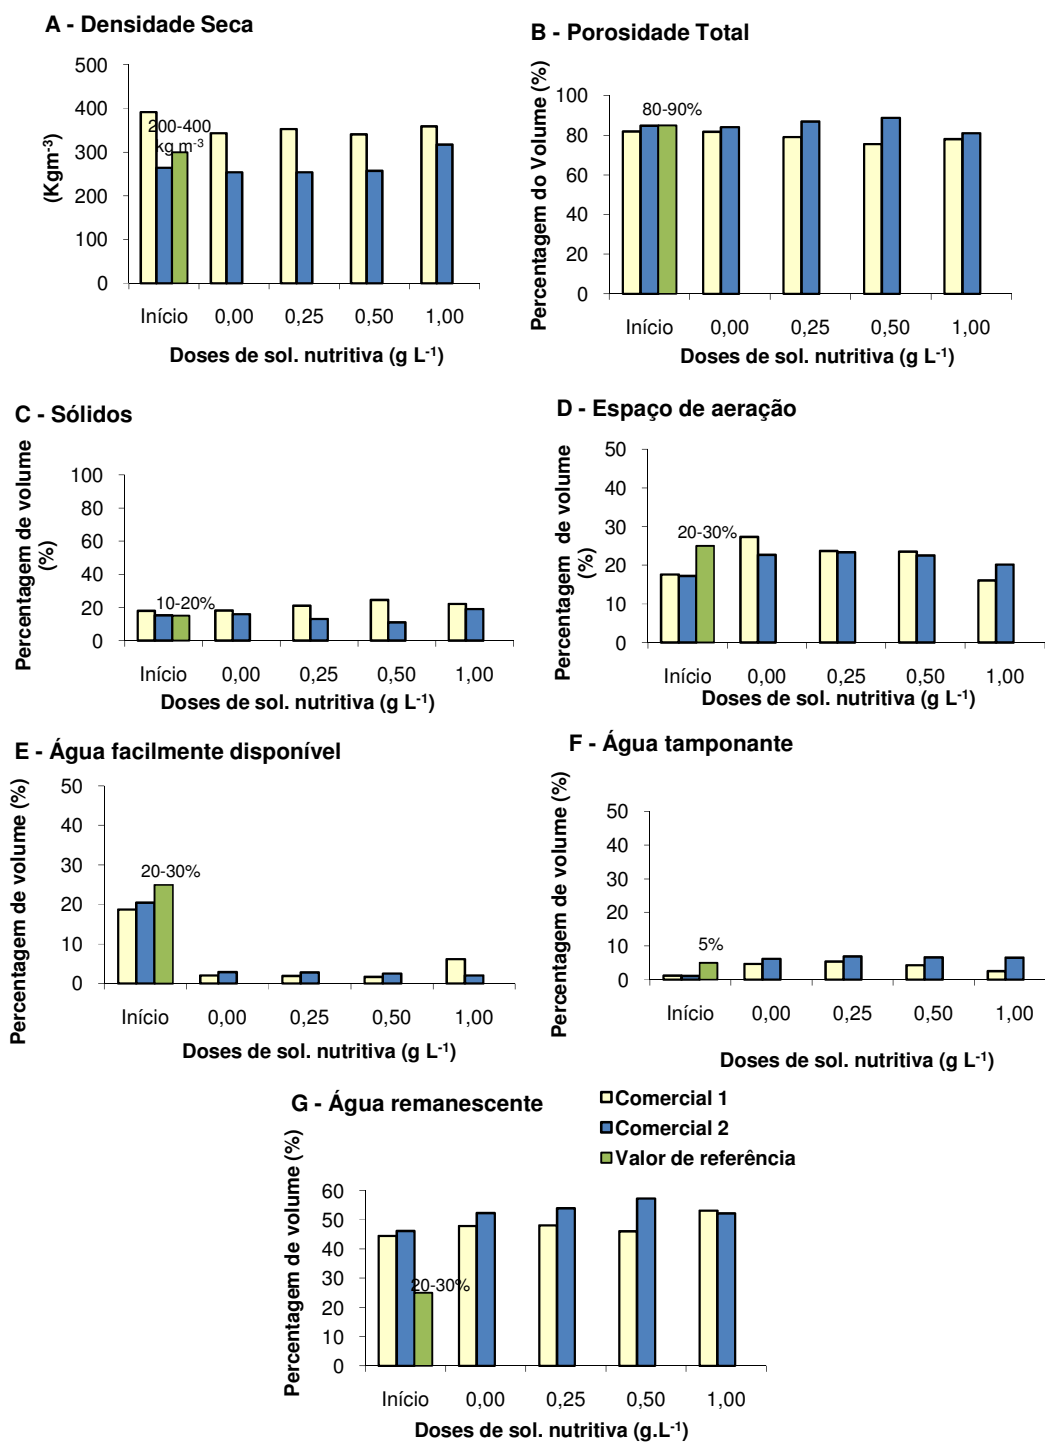 A - Densidade Seca
(Kgm-3)
500
400
300
200
100
0
200-400
kg m-3
Início 0,00 0,25 0,50 1,00
Doses de sol. nutritiva (g L-1)
B - Porosidade Total
Percentagem do Volume (%)
100
80
60
40
20
0
80-90%
Início 0,00 0,25 0,50 1,00
Doses de sol. nutritiva (g L-1)
C - Sólidos
Percentagem de volume
(%)
100
80
60
40
20
0
10-20%
Início 0,00 0,25 0,50 1,00
Doses de sol. nutritiva (g L-1)
D - Espaço de aeração
Percentagem de volume
(%)
50
40
30
20
10
0
20-30%
Início 0,00 0,25 0,50 1,00
Doses de sol. nutritiva (g L-1)
E - Água facilmente disponível
Percentagem de volume (%)
50
40
30
20
10
0
20-30%
Início 0,00 0,25 0,50 1,00
Doses de sol. nutritiva (g L-1)
F - Água tamponante
Percentagem de volume (%)
50
40
30
20
10
0
5%
Início 0,00 0,25 0,50 1,00
Doses de sol. nutritiva (g L-1)
G - Água remanescente
Comercial 1
Comercial 2
Valor de referência
Percentagem de volume (%)
60
50
40
30
20
10
0
20-30%
Início 0,00 0,25 0,50 1,00
Doses de sol. nutritiva (g.L-1)